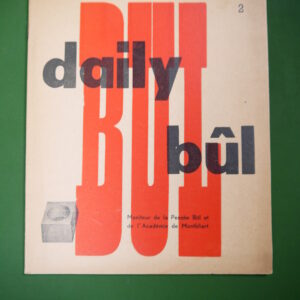 2
BUL
daily
bûl
Moniteur de la Pensée Bûl et
de l'Académie de Montbliart